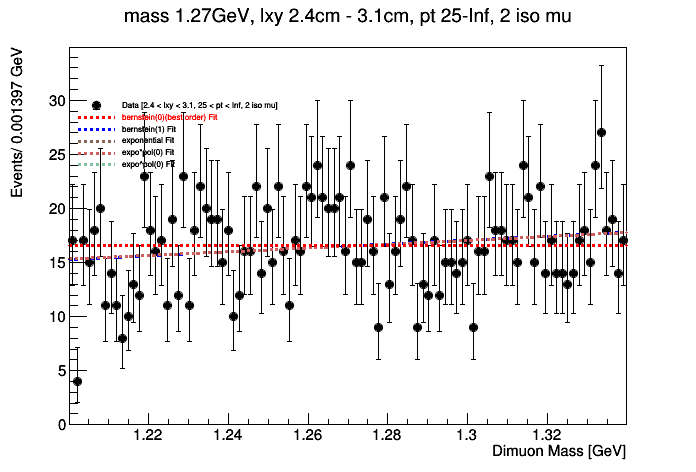 mass 1.27GeV, lxy 2.4cm - 3.1cm, pt 25-Inf, 2 iso mu
Events/ 0.001397 GeV
30
25
20
15
10
5
0
Data [2.4 < lxy < 3.1, 25 < pt < Inf, 2 iso mu]
bernstein(0)(best order) Fit
bernstein(1) Fit
exponential Fit
expo*pol(0) Fit
expo*pol(0) Fit
1.22 1.24 1.26 1.28 1.3 1.32
Dimuon Mass [GeV]